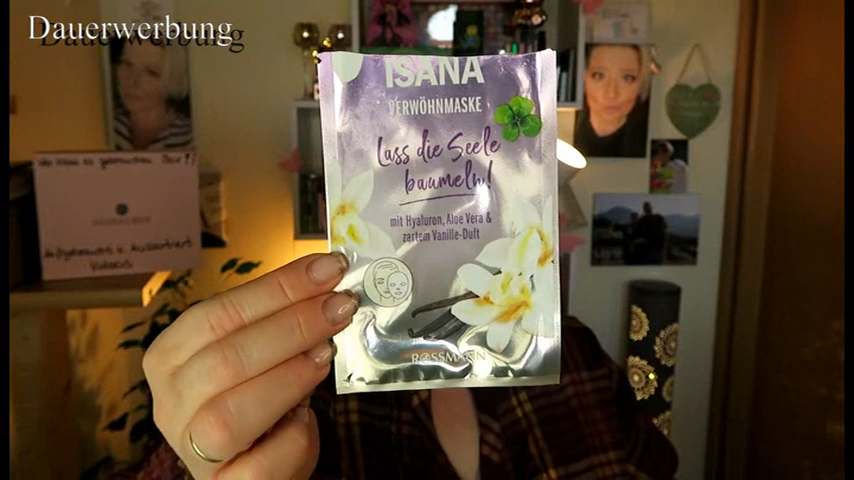 Dauerwerbung
ISANA
VERWÖHNMASKE
Lass die Seele
baumeln!
mit Hyaluron, Aloe Vera &
zartem Vanille-Duft
ROSSMANN